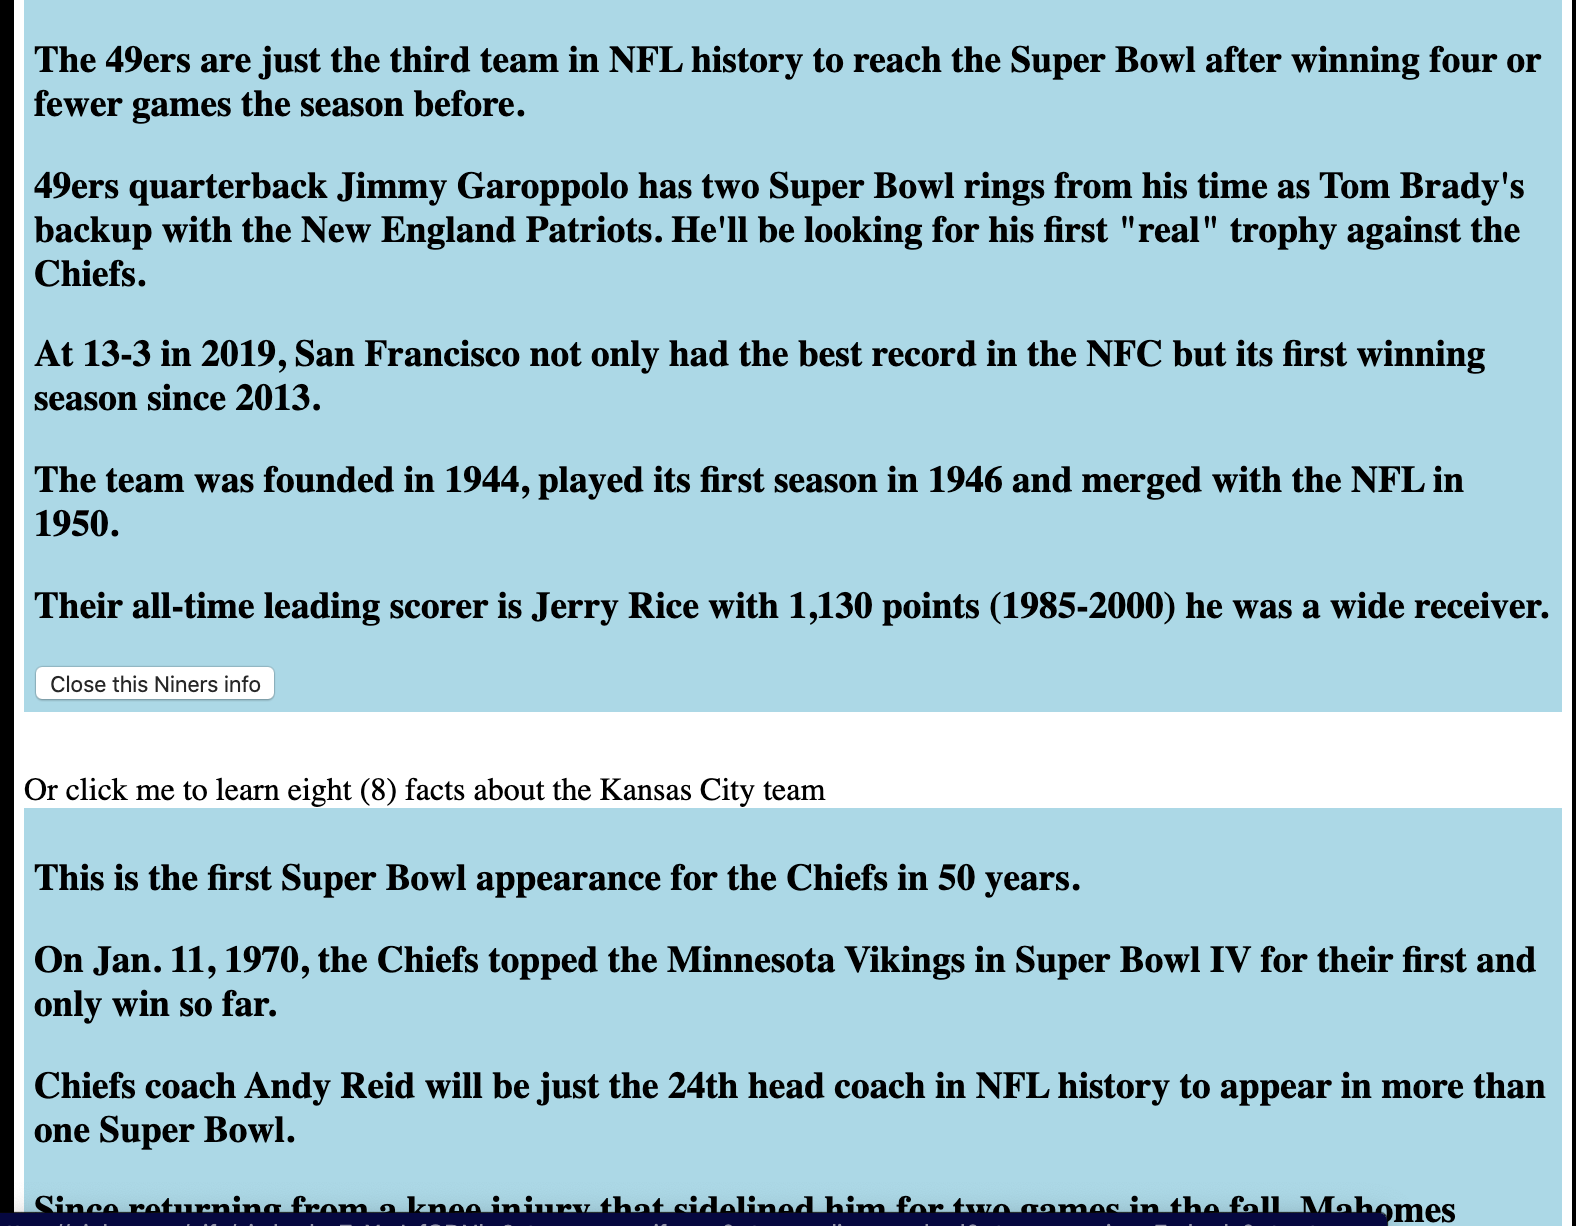 The 49ers are just the third team in NFL history to reach the Super Bowl after winning four or
fewer games the season before.
49ers quarterback Jimmy Garoppolo has two Super Bowl rings from his time as Tom Brady's
backup with the New England Patriots. He'll be looking for his first "real" trophy against the
Chiefs.
At 13-3 in 2019, San Francisco not only had the best record in the NFC but its first winning
season since 2013.
The team was founded in 1944, played its first season in 1946 and merged with the NFL in
1950.
Their all-time leading scorer is Jerry Rice with 1,130 points (1985-2000) he was a wide receiver.
Close this Niners info
Or click me to learn eight (8) facts about the Kansas City team
This is the first Super Bowl appearance for the Chiefs in 50 years.
On Jan. 11, 1970, the Chiefs topped the Minnesota Vikings in Super Bowl IV for their first and
only win so far.
Chiefs coach Andy Reid will be just the 24th head coach in NFL history to appear in more than
one Super Bowl.
Since returning from a knee injury that sidelined him for two games in the fall, Mahomes